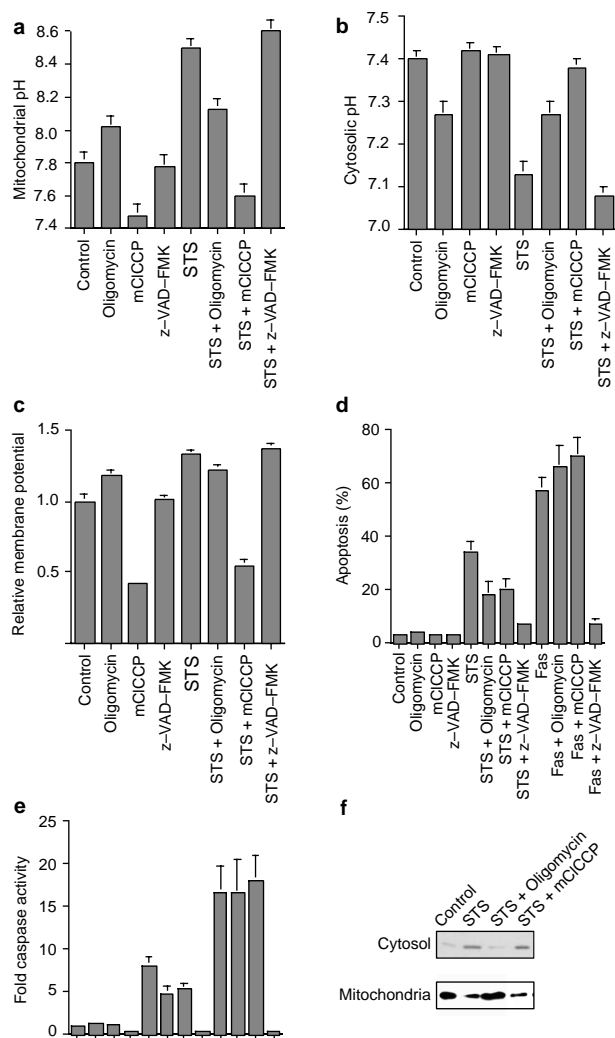 a
Mitochondrial pH
8.6
8.4
8.2
8.0
7.8
7.6
7.4
Control
Oligomycin
mClCCP
z–VAD–FMK
STS
STS + Oligomycin
STS + mClCCP
STS + z–VAD–FMK
b
Cytosolic pH
7.4
7.3
7.2
7.1
7.0
Control
Oligomycin
mClCCP
z–VAD–FMK
STS
STS + Oligomycin
STS + mClCCP
STS + z–VAD–FMK
c
Relative membrane potential
1.5
1.0
0.5
0
Control
Oligomycin
mClCCP
z–VAD–FMK
STS
STS + Oligomycin
STS + mClCCP
STS + z–VAD–FMK
d
Apoptosis (%)
80
60
40
20
0
Control
Oligomycin
mClCCP
z–VAD–FMK
STS
STS + Oligomycin
STS + mClCCP
STS + z–VAD–FMK
Fas
Fas + Oligomycin
Fas + mClCCP
Fas + z–VAD–FMK
e
Fold caspase activity
25
20
15
10
5
0
f
Control
STS
STS + Oligomycin
STS + mClCCP
Cytosol
Mitochondria